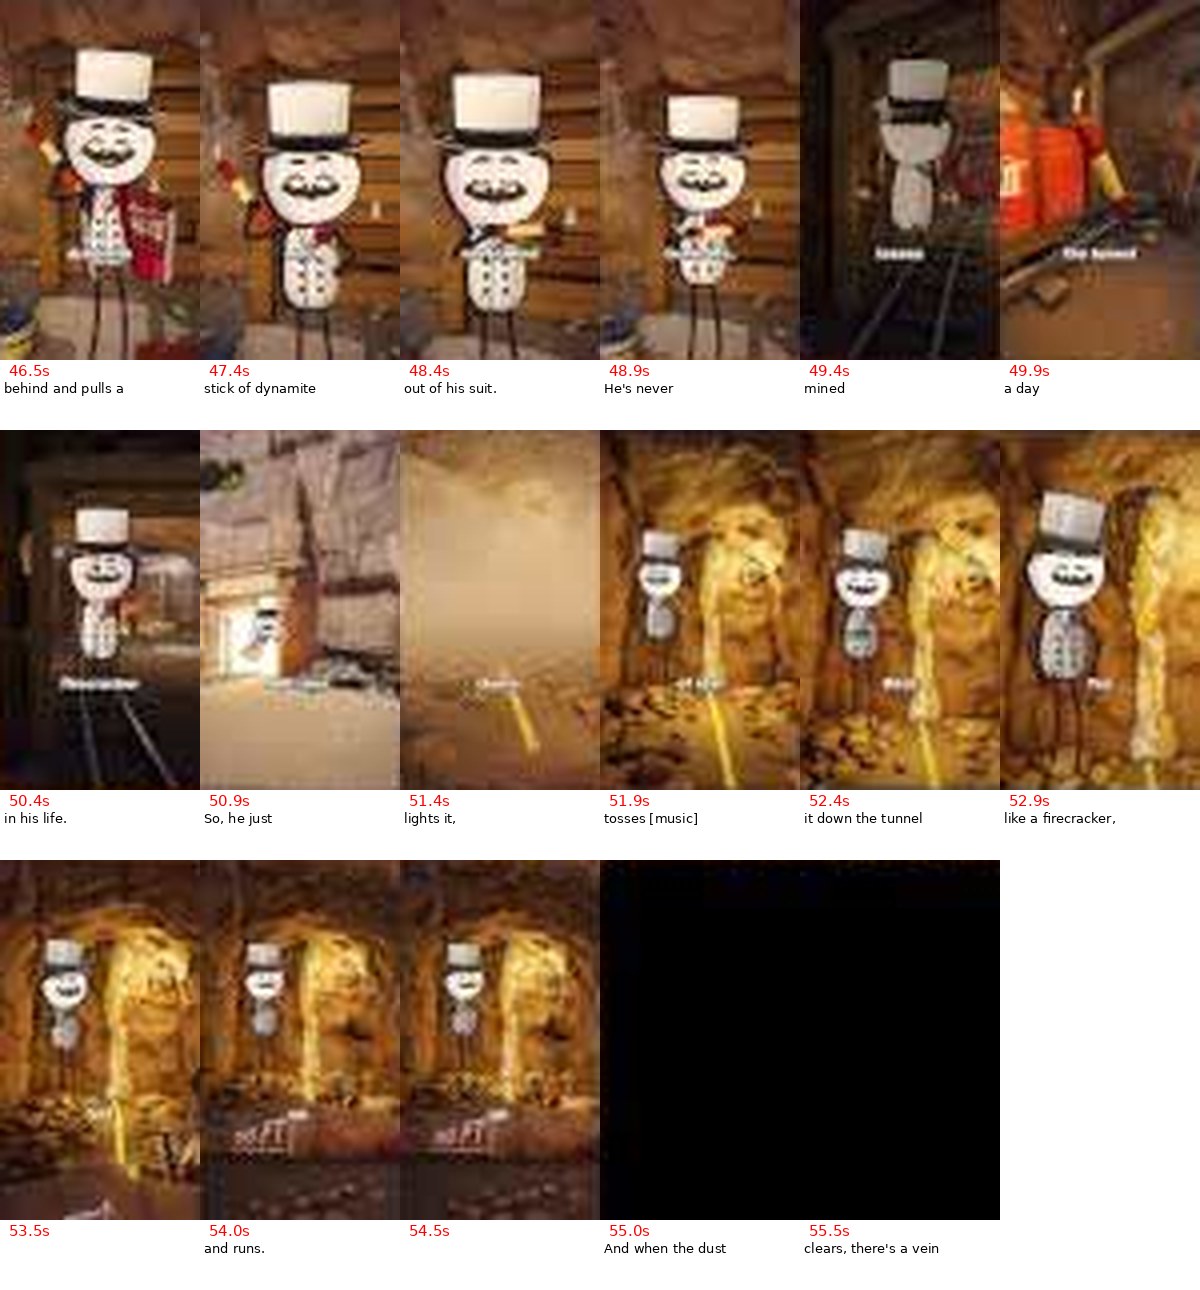 46.5s 47.4s 48.4s 48.9s 49.4s 49.9s
behind and pulls a stick of dynamite out of his suit. He's never mined a day
50.4s 50.9s 51.4s 51.9s 52.4s 52.9s
in his life. So, he just lights it, tosses [music] it down the tunnel like a firecracker,
53.5s 54.0s 54.5s 55.0s 55.5s
and runs. And when the dust clears, there's a vein